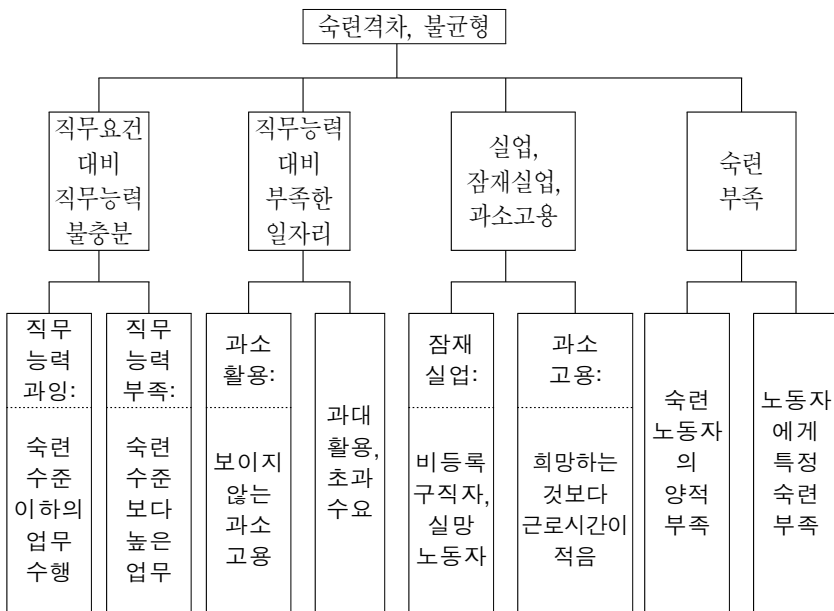 숙련격차, 불균형
직무요건
대비
직무능력
불충분
직무능력
대비
부족한
일자리
실업,
잠재실업,
과소고용
숙련
부족
직무
능력
과잉:
숙련
수준
이하의
업무
수행
직무
능력
부족:
숙련
수준
보다
높은
업무
과소
활용:
보이지
않는
과소
고용
과대
활용,
초과
수요
잠재
실업:
비등록
구직자,
실망
노동자
과소
고용:
희망하는
것보다
근로시간이
적음
숙련
노동자
의
양적
부족
노동자
에게
특정
숙련
부족